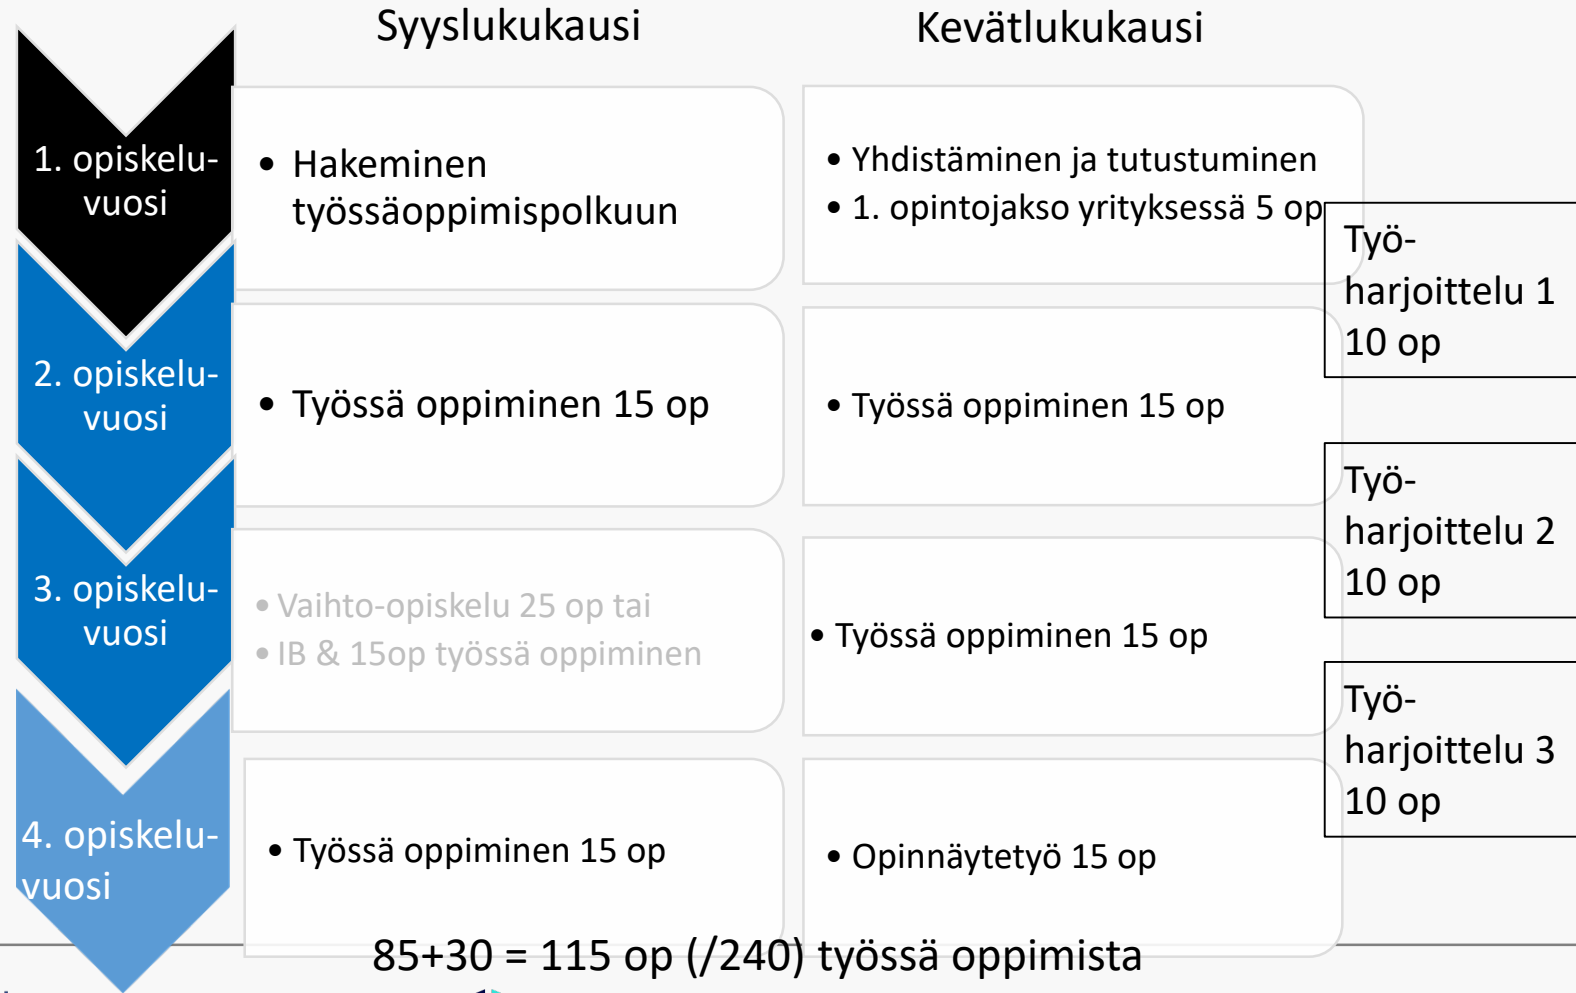 Syyslukukausi
Kevätlukukausi
1. opiskelu-
vuosi
• Hakeminen
työssäoppimispolkuun
• Yhdistäminen ja tutustuminen
• 1. opintojakso yrityksessä 5 op
Työ-
harjoittelu 1
10 op
2. opiskelu-
vuosi
• Työssä oppiminen 15 op
• Työssä oppiminen 15 op
Työ-
harjoittelu 2
10 op
3. opiskelu-
vuosi
• Vaihto-opiskelu 25 op tai
• IB & 15op työssä oppiminen
• Työssä oppiminen 15 op
Työ-
harjoittelu 3
10 op
4. opiskelu-
vuosi
• Työssä oppiminen 15 op
• Opinnäytetyö 15 op
85+30 = 115 op (/240) työssä oppimista